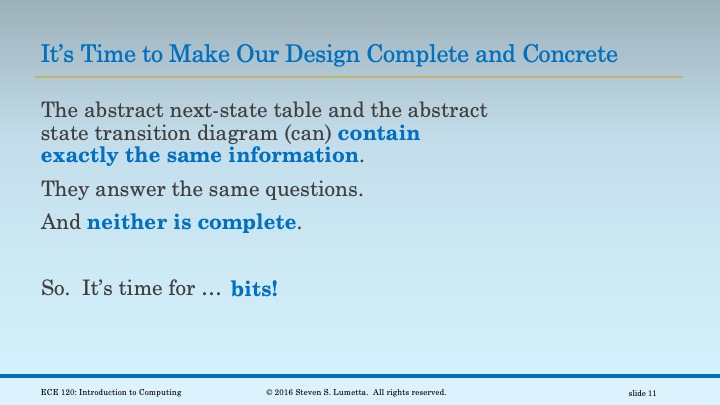 It's Time to Make Our Design Complete and Concrete
The abstract next-state table and the abstract
state transition diagram (can) contain
exactly the same information.
They answer the same questions.
And neither is complete.
So.  It's time for … bits!
ECE 120: Introduction to Computing
© 2016 Steven S. Lumetta.  All rights reserved.
slide 11